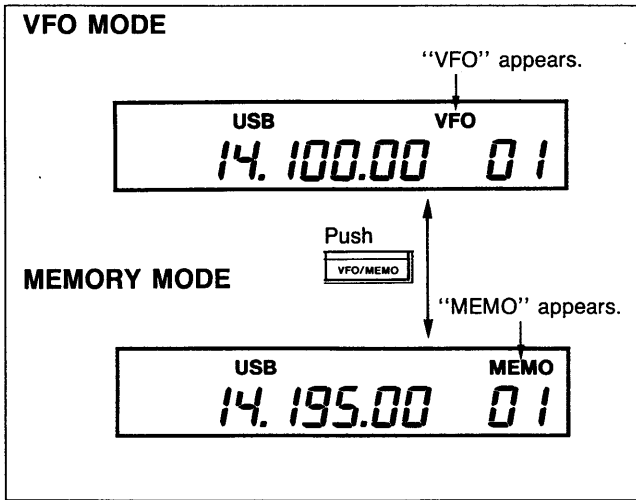 VFO MODE
“VFO” appears.
USB VFO
14.100.00 01
Push
VFO/MEMO
MEMORY MODE
“MEMO” appears.
USB MEMO
14.195.00 01